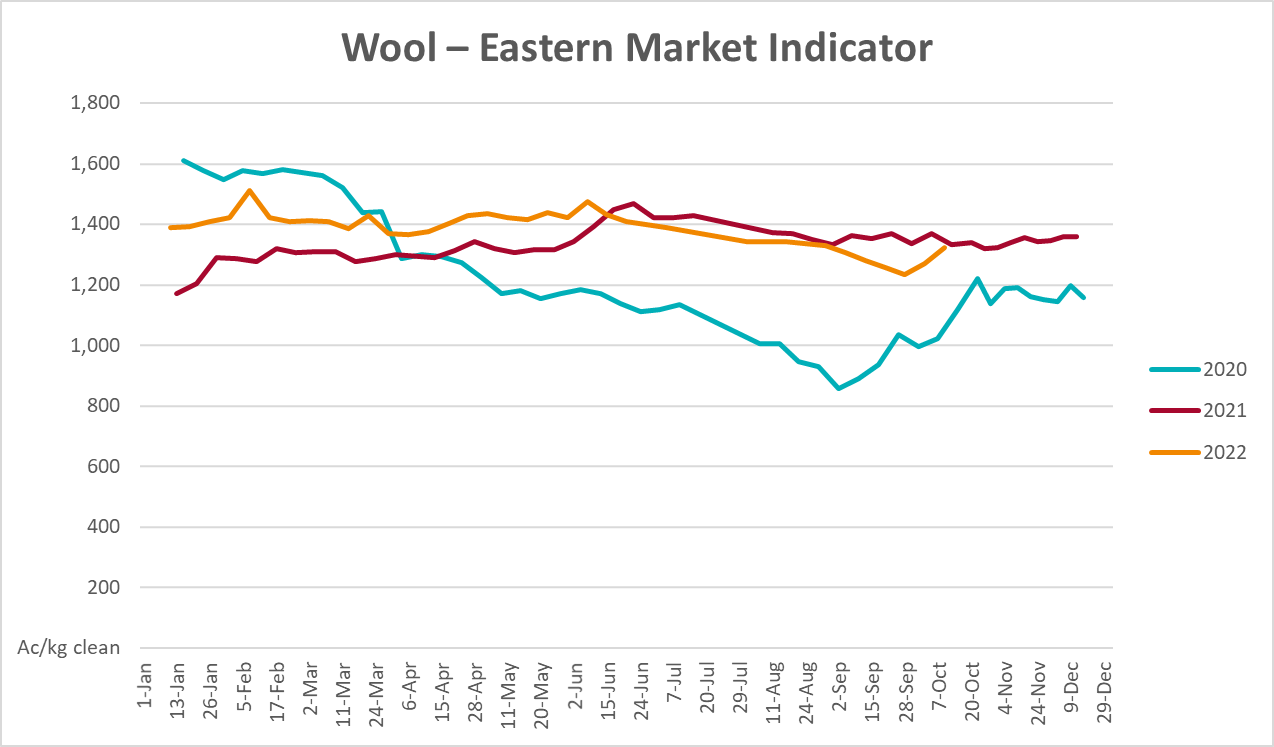 Wool – Eastern Market Indicator
1,800
1,600
1,400
1,200
1,000
800
600
400
200
Ac/kg clean
1-Jan
13-Jan
26-Jan
5-Feb
17-Feb
2-Mar
11-Mar
24-Mar
6-Apr
15-Apr
28-Apr
11-May
20-May
2-Jun
15-Jun
24-Jun
7-Jul
20-Jul
29-Jul
11-Aug
24-Aug
2-Sep
15-Sep
28-Sep
7-Oct
20-Oct
4-Nov
24-Nov
9-Dec
29-Dec
2020
2021
2022